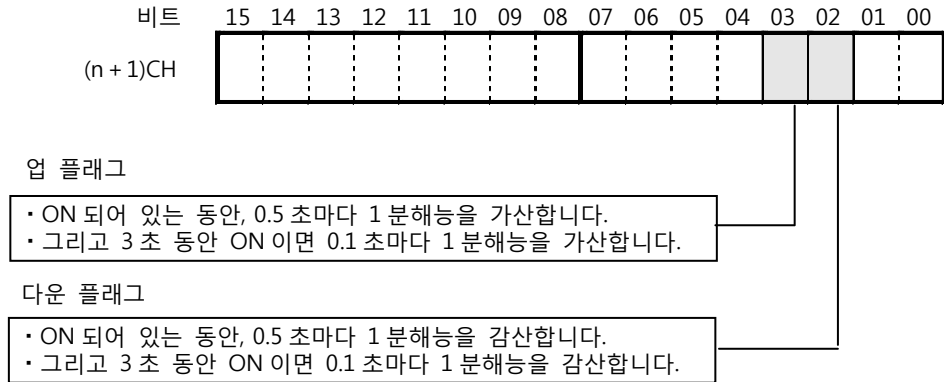 비트 15 14 13 12 11 10 09 08 07 06 05 04 03 02 01 00
(n + 1)CH
업 플래그
・ON 되어 있는 동안, 0.5 초마다 1 분해능을 가산합니다.
・그리고 3 초 동안 ON 이면 0.1 초마다 1 분해능을 가산합니다.
다운 플래그
・ON 되어 있는 동안, 0.5 초마다 1 분해능을 감산합니다.
・그리고 3 초 동안 ON 이면 0.1 초마다 1 분해능을 감산합니다.